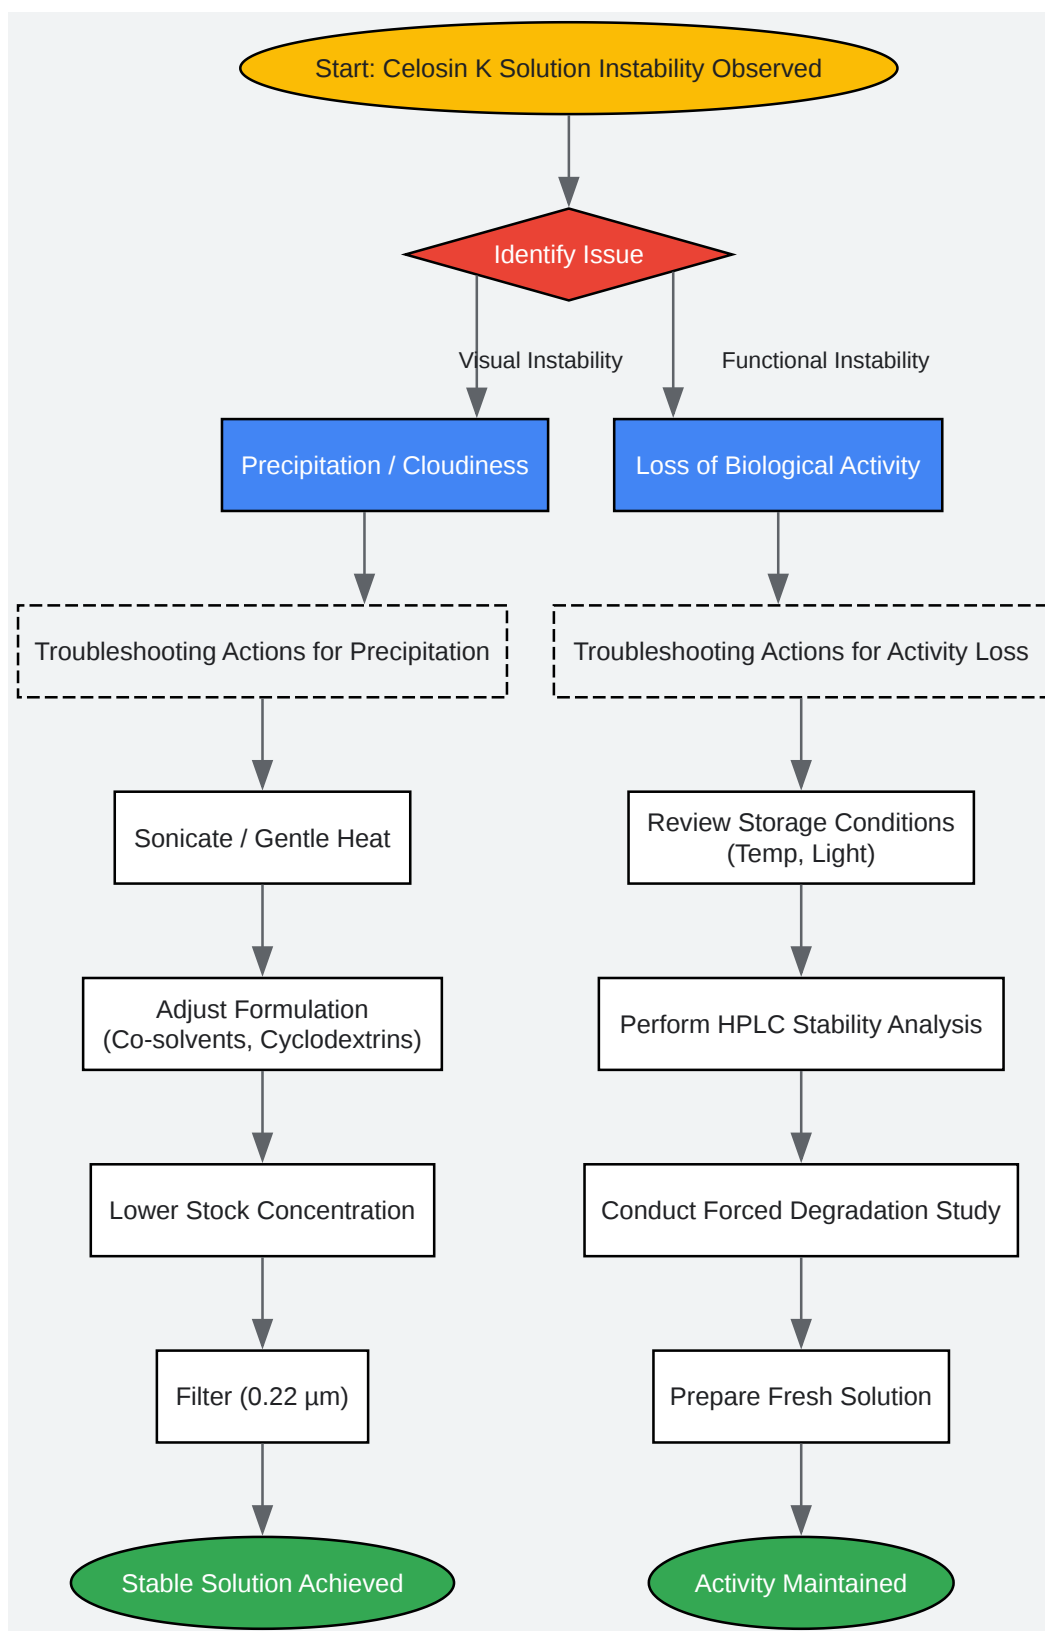 Start: Celosin K Solution Instability Observed
Identify Issue
Visual Instability
Functional Instability
Precipitation / Cloudiness
Loss of Biological Activity
Troubleshooting Actions for Precipitation
Troubleshooting Actions for Activity Loss
Sonicate / Gentle Heat
Review Storage Conditions
(Temp, Light)
Adjust Formulation
(Co-solvents, Cyclodextrins)
Perform HPLC Stability Analysis
Lower Stock Concentration
Conduct Forced Degradation Study
Filter (0.22 µm)
Prepare Fresh Solution
Stable Solution Achieved
Activity Maintained